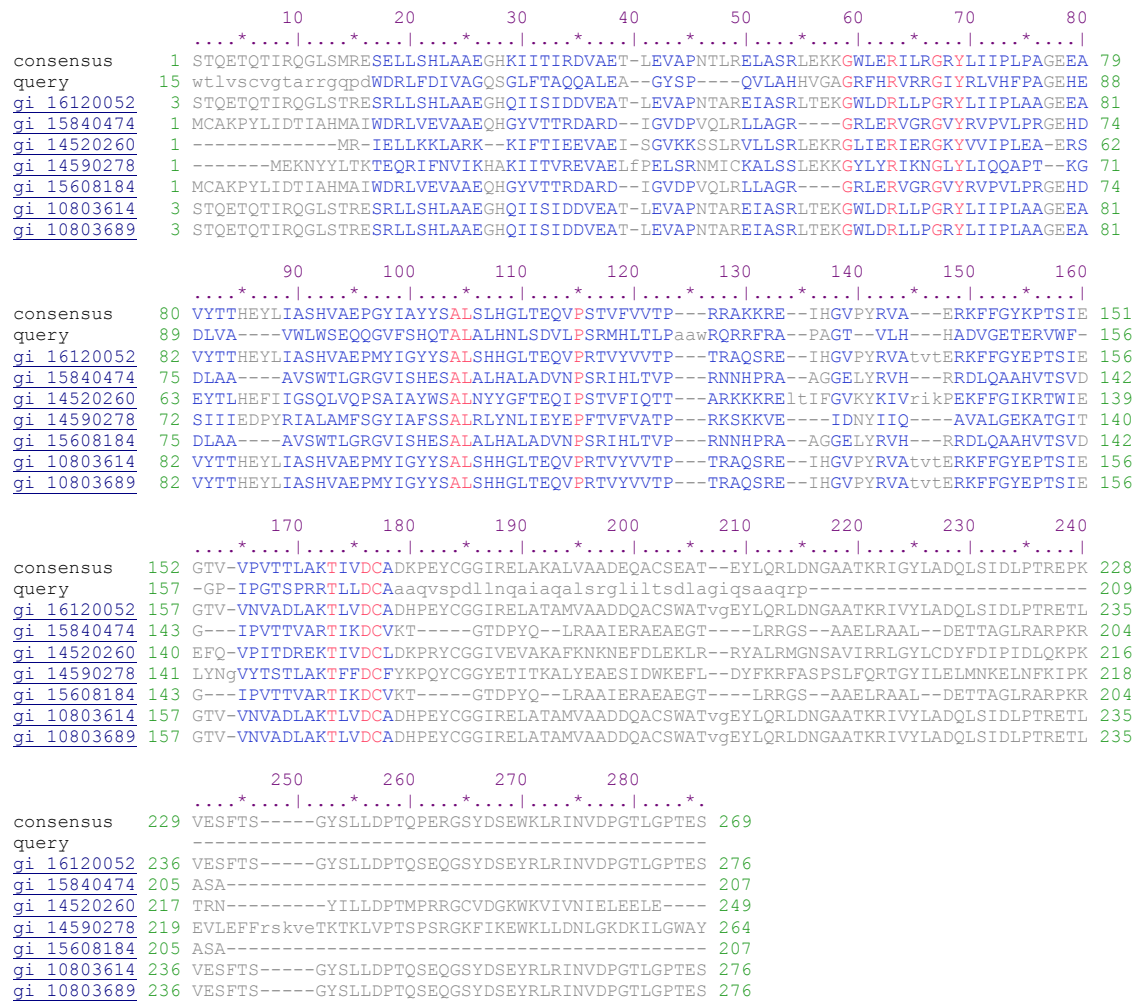 10 20 30 40 50 60 70 80
....*...|....*...|....*...|....*...|....*...|....*...|....*...|....*...|
consensus 1 STQETQTIRQGLSMRESELLSHLAAEGHKIITIRDVAET-LEVAPNTLRELASRLEKKGWLERILRGRYLIIPLPAGEEA 79
query 15 wtlvscvgtarrgqpdWDRLFDIVAGQSGLFTAQQALEA--GYSP----QVLAHHVGAGRFHRVRRGIYRLVHFPAGEHE 88
gi 16120052 3 STQETQTIRQGLSTRESRLLSHLAAEGHQIISIDDVEAT-LEVAPNTAREIASRLTEKGWLDRLLPGRYLIIPLAAGEEA 81
gi 15840474 1 MCAKPYLIDTIAHMAIWDRLVEVAAEQHGYVTTRDARD--IGVDPVQLRLLAGR----GRLERVGRGVYRVPVLPRGEHD 74
gi 14520260 1 -------------MR-IELLKKLARK-KIFTIEEVAEI-SGVKKSSLRVLLSRLEKRGLIERIERGKYVVIPLEA-ERS 62
gi 14590278 1 -------MEKNYYLTKTEQRIFNVIKHAKIITVREVAELfPELSRNMICKALSSLEKKGYLYRIKNGLYLIQQAPT--KG 71
gi 15608184 1 MCAKPYLIDTIAHMAIWDRLVEVAAEQHGYVTTRDARD--IGVDPVQLRLLAGR----GRLERVGRGVYRVPVLPRGEHD 74
gi 10803614 3 STQETQTIRQGLSTRESRLLSHLAAEGHQIISIDDVEAT-LEVAPNTAREIASRLTEKGWLDRLLPGRYLIIPLAAGEEA 81
gi 10803689 3 STQETQTIRQGLSTRESRLLSHLAAEGHQIISIDDVEAT-LEVAPNTAREIASRLTEKGWLDRLLPGRYLIIPLAAGEEA 81
90 100 110 120 130 140 150 160
....*...|....*...|....*...|....*...|....*...|....*...|....*...|....*...|
consensus 80 VYTTHEYLIASHVAEPGYIAYYSALSLHGLTEQVPSTVFVVTP---RRAKKRE--IHGVPYRVA---ERKFFGYKPTSIE 151
query 89 DLVA----VWLWSEQQGVFSHQTALALHNLSDVLPSRMHLTLPaawRQRRFRA--PAGT--VLH---HADVGETERVWF- 156
gi 16120052 82 VYTTHEYLIASHVAEPMYIGYYSALSHHGLTEQVPRTVYVVTP---TRAQSRE--IHGVPYRVAtvtERKFFGYEPTSIE 156
gi 15840474 75 DLAA----AVSWTLGRGVISHESALALHALADVNPSRIHLTVP---RNNHPRA--AGGELYRVH---RRDLQAAHVTSVD 142
gi 14520260 63 EYTLHEFIIGSQLVQPSAIAYWSALNYYGFTEQIPSTVFIQTT---ARKKKREltIFGVKYKIVrikPEKFFGIKRTWIE 139
gi 14590278 72 SIIIEDPYRIALAMFSGYIAFSSALRLYNLIEYEPFTVFVATP---RKSKKVE--IDNYIIQ-----AVALGEKATGIT 140
gi 15608184 75 DLAA----AVSWTLGRGVISHESALALHALADVNPSRIHLTVP---RNNHPRA--AGGELYRVH---RRDLQAAHVTSVD 142
gi 10803614 82 VYTTHEYLIASHVAEPMYIGYYSALSHHGLTEQVPRTVYVVTP---TRAQSRE--IHGVPYRVAtvtERKFFGYEPTSIE 156
gi 10803689 82 VYTTHEYLIASHVAEPMYIGYYSALSHHGLTEQVPRTVYVVTP---TRAQSRE--IHGVPYRVAtvtERKFFGYEPTSIE 156
170 180 190 200 210 220 230 240
....*...|....*...|....*...|....*...|....*...|....*...|....*...|....*...|
consensus 152 GTV-VPVTTLAKTIVDCADKPEYCGGIRELAKALVAADEQACSEAT--EYLQRLDNGAATKRIGYLADQLSIDLPTREPK 228
query 157 -GP-IPGTSPRRTLLDCAaaqvspdllnqaiaqalsrgliltsdlagiqsaaqrp------------------------- 209
gi 16120052 157 GTV-VNVADLAKTLVDCADHPEYCGGIRELATAMVAADDQACSWATvgEYLQRLDNGAATKRIVYLADQLSIDLPTRETL 235
gi 15840474 143 G---IPVTTVARTIKDCVKT-----GTDPYQ--LRAAIERAEAEGT----LRRGS--AAELRAAL--DETTAGLRARPKR 204
gi 14520260 140 EFQ-VPITDREKTIVDCLDKPRYCGGIVEVAKAFKNKNEFDLEKLR--RYALRMGNSAVIRRLGYLCDYFDIPIDLQKPK 216
gi 14590278 141 LYNgVYTSTLAKTFFDCFYKPQYCGGYETITKALYEAESIDWKEFL--DYFKRFASPSLFQRTGYILELMNKELNFKIPK 218
gi 15608184 143 G---IPVTTVARTIKDCVKT-----GTDPYQ--LRAAIERAEAEGT----LRRGS--AAELRAAL--DETTAGLRARPKR 204
gi 10803614 157 GTV-VNVADLAKTLVDCADHPEYCGGIRELATAMVAADDQACSWATvgEYLQRLDNGAATKRIVYLADQLSIDLPTRETL 235
gi 10803689 157 GTV-VNVADLAKTLVDCADHPEYCGGIRELATAMVAADDQACSWATvgEYLQRLDNGAATKRIVYLADQLSIDLPTRETL 235
250 260 270 280
....*...|....*...|....*...|....*...|....*.
consensus 229 VESFTS-----GYSLLDPTQPERGSYDSEWKLRINVDPGTLGPTES 269
query ----------------------------------------------
gi 16120052 236 VESFTS-----GYSLLDPTQSEQGSYDSEYRLRINVDPGTLGPTES 276
gi 15840474 205 ASA------------------------------------------- 207
gi 14520260 217 TRN---------YILLDPTMPRRGCVDGKWKVIVNIELEELE---- 249
gi 14590278 219 EVLEFFrskveTKTKLVPTSPSRGKFIKEWKLLDNLGKDKILGWAY 264
gi 15608184 205 ASA------------------------------------------- 207
gi 10803614 236 VESFTS-----GYSLLDPTQSEQGSYDSEYRLRINVDPGTLGPTES 276
gi 10803689 236 VESFTS-----GYSLLDPTQSEQGSYDSEYRLRINVDPGTLGPTES 276